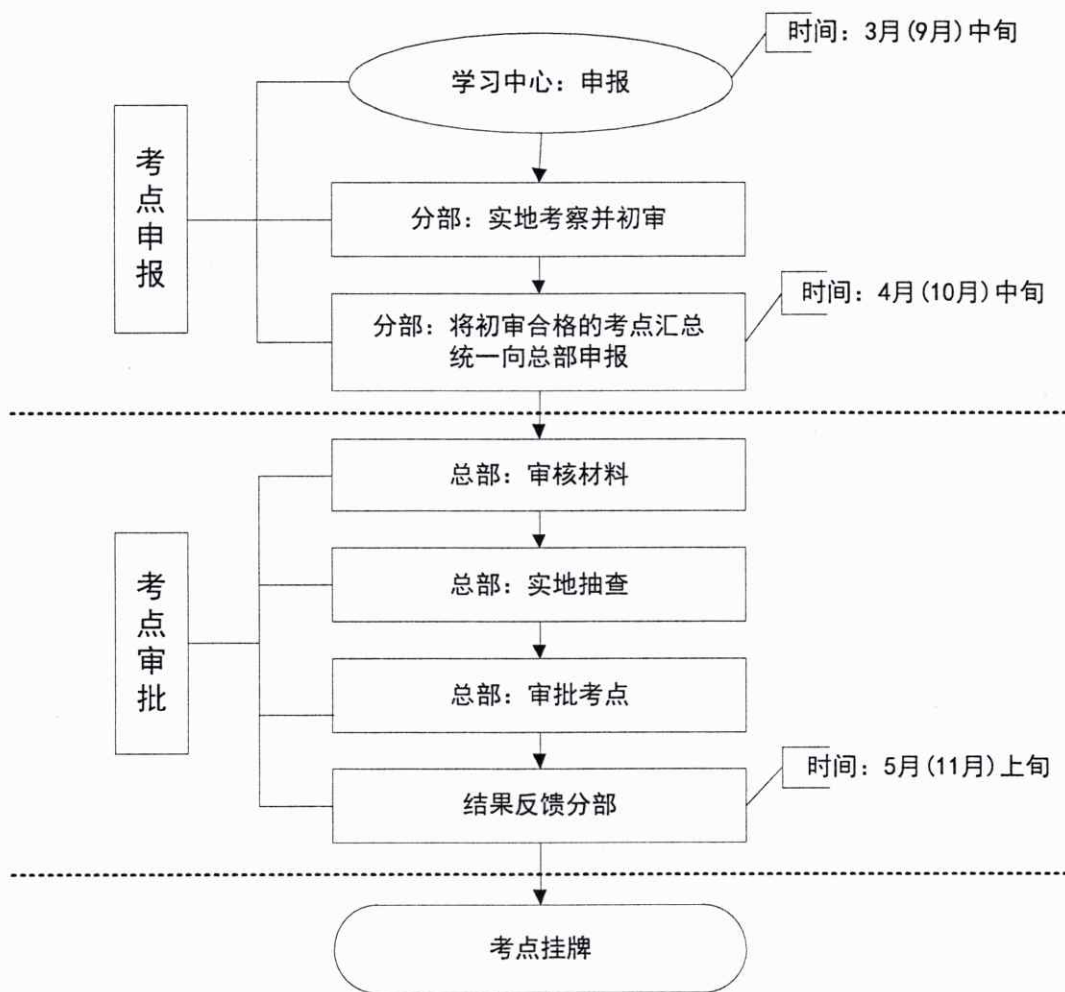 时间：3月(9月)中旬
学习中心：申报
考点申报
分部：实地考察并初审
时间：4月(10月)中旬
分部：将初审合格的考点汇总
统一向总部申报
总部：审核材料
考点审批
总部：实地抽查
总部：审批考点
时间：5月(11月)上旬
结果反馈分部
考点挂牌